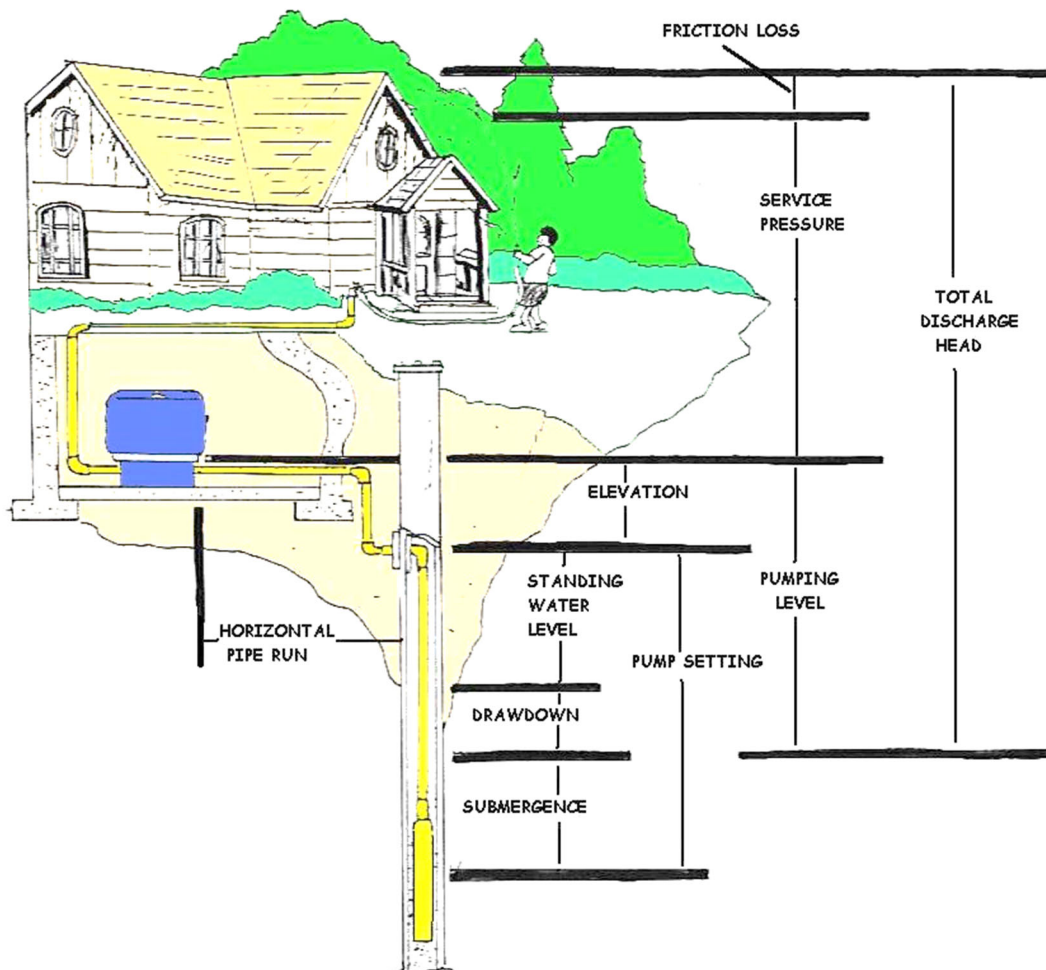 FRICTION LOSS
SERVICE
PRESSURE
TOTAL
DISCHARGE
HEAD
ELEVATION
STANDING
WATER
LEVEL
PUMPING
LEVEL
HORIZONTAL
PIPE RUN
PUMP SETTING
DRAWDOWN
SUBMERGENCE